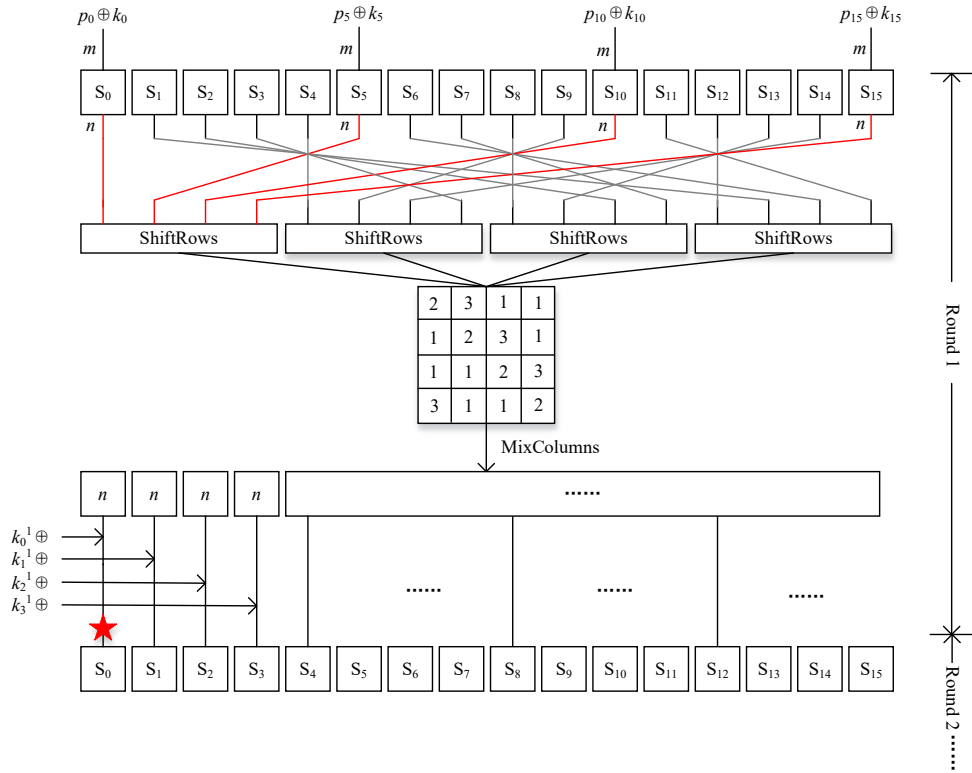 p₀⊕k₀ p₅⊕k₅ p₁₀⊕k₁₀ p₁₅⊕k₁₅
m m m m
S₀ S₁ S₂ S₃ S₄ S₅ S₆ S₇ S₈ S₉ S₁₀ S₁₁ S₁₂ S₁₃ S₁₄ S₁₅
n n n n
ShiftRows ShiftRows ShiftRows ShiftRows
2 3 1 1
1 2 3 1
1 1 2 3
3 1 1 2
Round 1
MixColumns
n n n n ......
k₀¹ ⊕
k₁¹ ⊕
k₂¹ ⊕ ...... ...... ......
k₃¹ ⊕
S₀ S₁ S₂ S₃ S₄ S₅ S₆ S₇ S₈ S₉ S₁₀ S₁₁ S₁₂ S₁₃ S₁₄ S₁₅
Round 2 ......